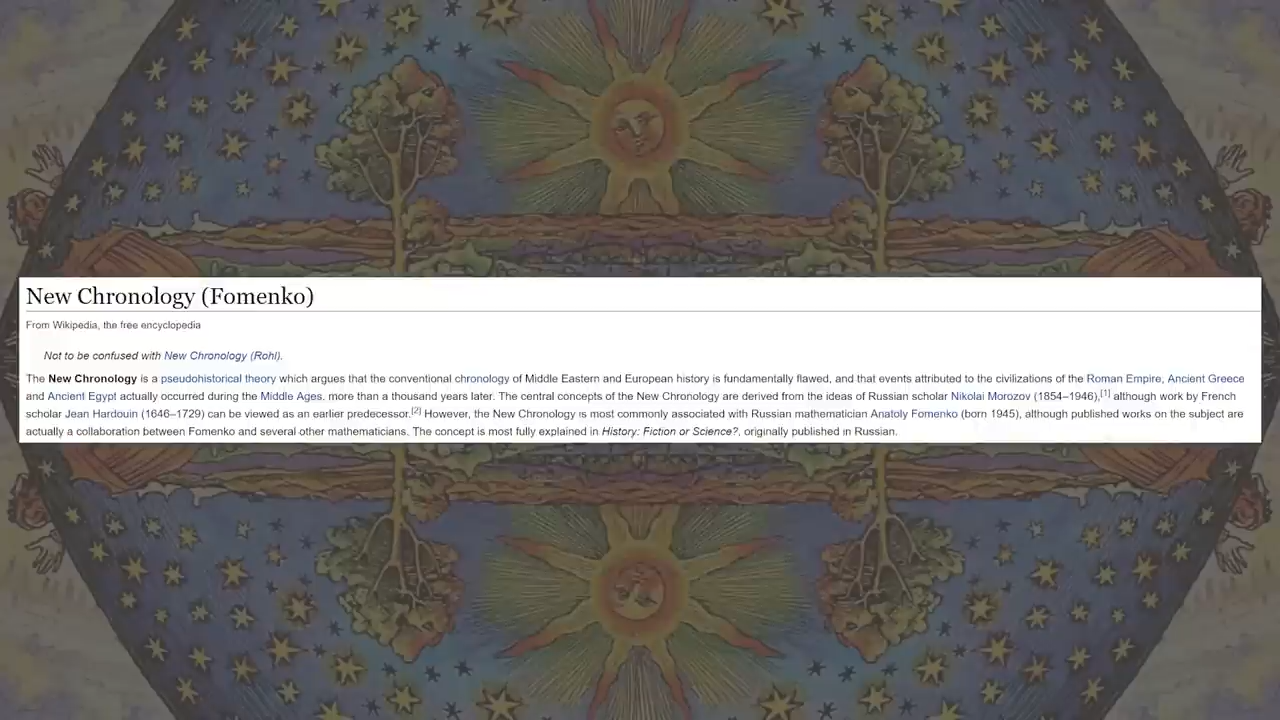 New Chronology (Fomenko)
From Wikipedia, the free encyclopedia
Not to be confused with New Chronology (Rohl).
The New Chronology is a pseudohistorical theory which argues that the conventional chronology of Middle Eastern and European history is fundamentally flawed, and that events attributed to the civilizations of the Roman Empire, Ancient Greece
and Ancient Egypt actually occurred during the Middle Ages, more than a thousand years later. The central concepts of the New Chronology are derived from the ideas of Russian scholar Nikolai Morozov (1854–1946),[1] although work by French
scholar Jean Hardouin (1646–1729) can be viewed as an earlier predecessor.[2] However, the New Chronology is most commonly associated with Russian mathematician Anatoly Fomenko (born 1945), although published works on the subject are
actually a collaboration between Fomenko and several other mathematicians. The concept is most fully explained in History: Fiction or Science?, originally published in Russian.